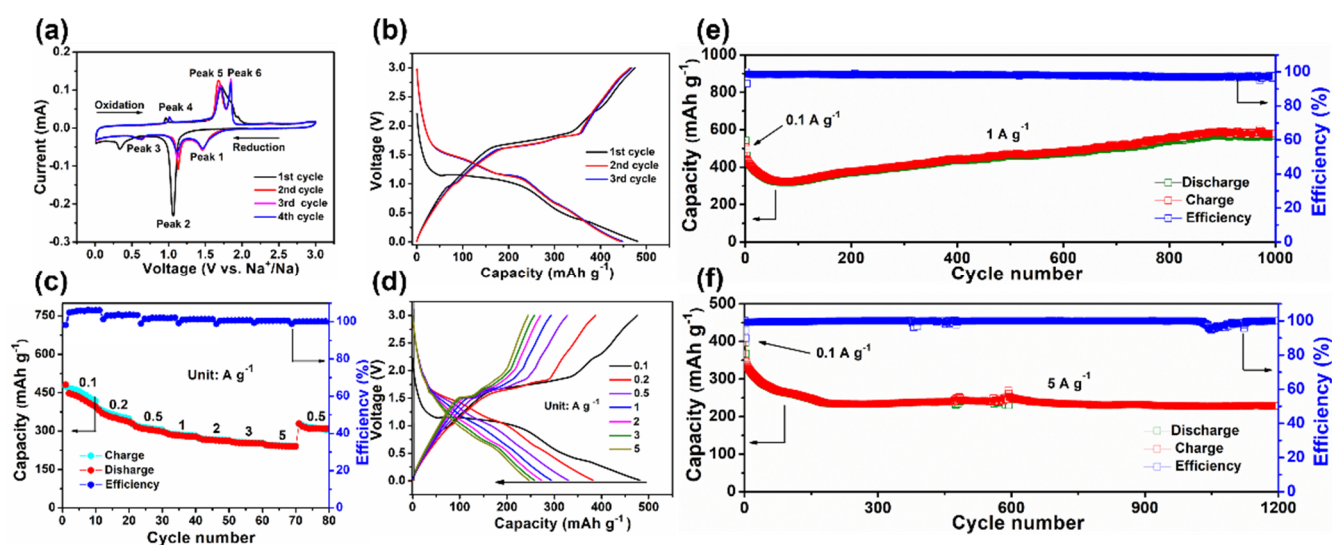 (a)
Current (mA)
0.2
0.1
0.0
-0.1
-0.2
-0.3
Peak 5 Peak 6
Oxidation
Peak 4
Peak 3
Peak 1
Reduction
Peak 2
1st cycle
2nd cycle
3rd cycle
4th cycle
0.0 0.5 1.0 1.5 2.0 2.5 3.0
Voltage (V vs. Na+/Na)
(b)
Voltage (V)
3.0
2.5
2.0
1.5
1.0
0.5
0.0
1st cycle
2nd cycle
3rd cycle
0 100 200 300 400 500
Capacity (mAh g-1)
(e)
Capacity (mAh g-1)
1000
800
600
400
200
0
0.1 A g-1
1 A g-1
Discharge
Charge
Efficiency
100
80
60
40
20
0
Efficiency (%)
0 200 400 600 800 1000
Cycle number
(c)
Capacity (mAh g-1)
750
600
450
300
150
0
Unit: A g-1
0.1
0.2
0.5
1
2
3
5
0.5
Charge
Disharge
Efficiency
100
80
60
40
20
0
Efficiency (%)
0 10 20 30 40 50 60 70 80
Cycle number
(d)
Voltage (V)
3.0
2.5
2.0
1.5
1.0
0.5
0.0
Unit: A g-1
0.1
0.2
0.5
1
2
3
5
0 100 200 300 400 500
Capacity (mAh g-1)
(f)
Capacity (mAh g-1)
500
400
300
200
100
0
0.1 A g-1
5 A g-1
Discharge
Charge
Efficiency
100
80
60
40
20
0
Efficiency (%)
0 300 600 900 1200
Cycle number